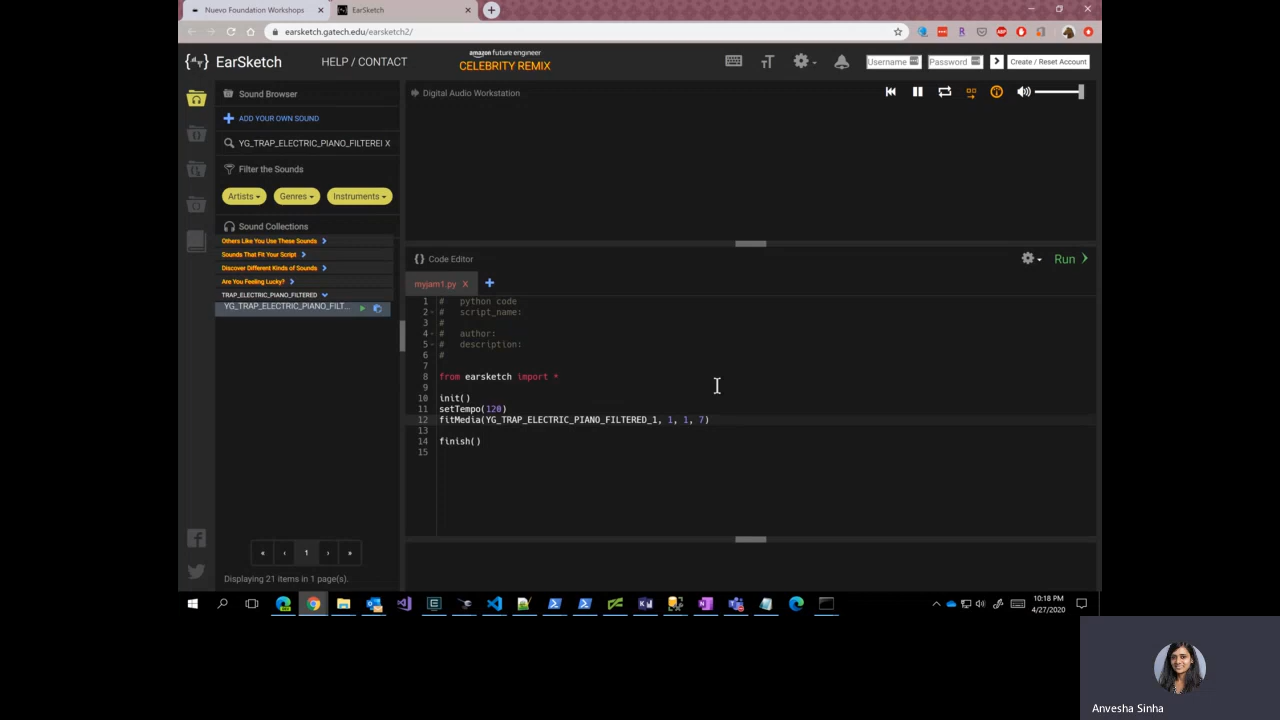 Nuevo Foundation Workshops
EarSketch
earsketch.gatech.edu/earsketch2/
EarSketch
HELP / CONTACT
amazon future engineer
CELEBRITY REMIX
Username
Password
Create / Reset Account
Sound Browser
ADD YOUR OWN SOUND
YG_TRAP_ELECTRIC_PIANO_FILTEREI X
Filter the Sounds
Artists
Genres
Instruments
Sound Collections
Others Like You Use These Sounds
Sounds That Fit Your Script
Discover Different Kinds of Sounds
Are You Feeling Lucky?
TRAP_ELECTRIC_PIANO_FILTERED
YG_TRAP_ELECTRIC_PIANO_FILT...
« ‹ 1 › »
Displaying 21 items in 1 page(s).
Digital Audio Workstation
Code Editor
Run
myjam1.py x
1 # python code
2 # script_name:
3 #
4 # author:
5 # description:
6 #
7
8 from earsketch import *
9
10 init()
11 setTempo(120)
12 fitMedia(YG_TRAP_ELECTRIC_PIANO_FILTERED_1, 1, 1, 7)
13
14 finish()
15
10:18 PM
4/27/2020
Anvesha Sinha